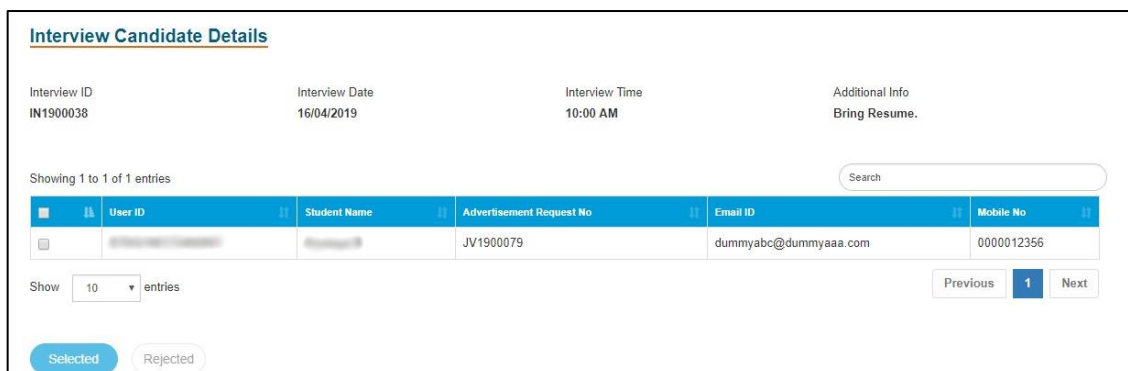 Interview Candidate Details
Interview ID Interview Date Interview Time Additional Info
IN1900038 16/04/2019 10:00 AM Bring Resume.
Showing 1 to 1 of 1 entries Search
User ID Student Name Advertisement Request No Email ID Mobile No
JV1900079 dummyabc@dummyaaa.com 0000012356
Show 10 entries Previous 1 Next
Selected Rejected